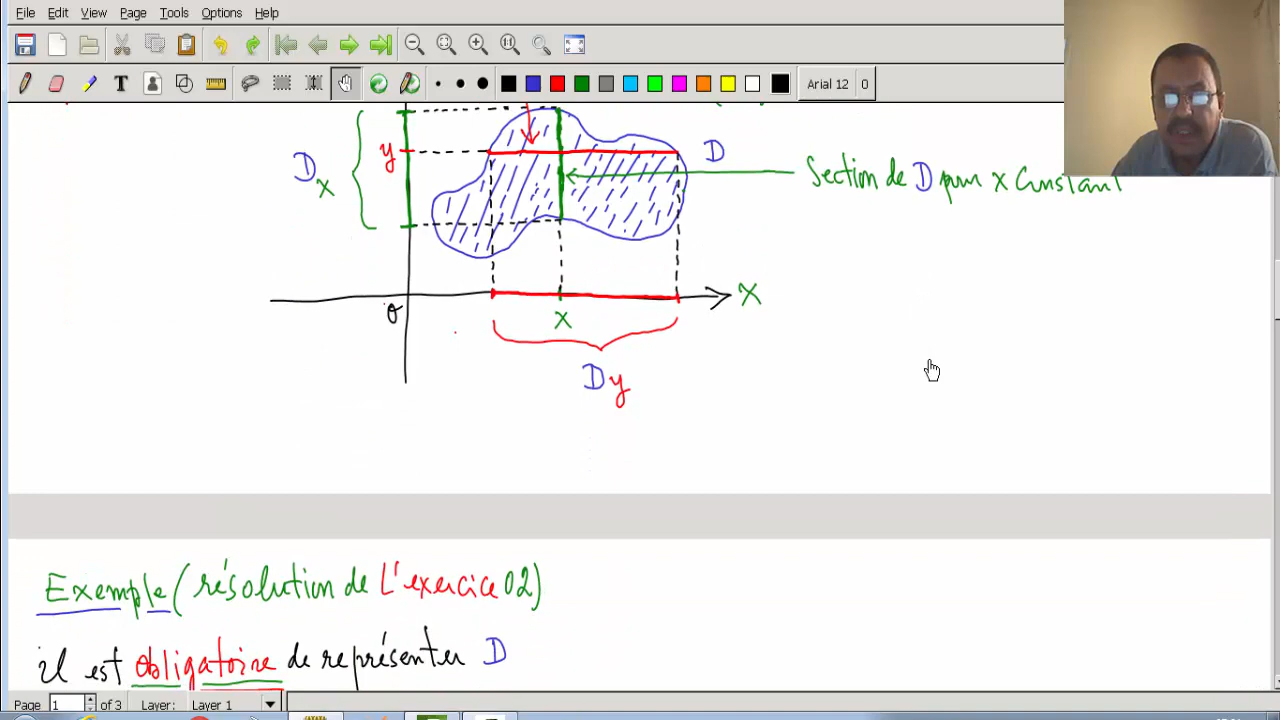 File Edit View Page Tools Options Help
Arial 12 0
Dx
y
D
Section de D pour x Constant
O
x
X
Dy
Exemple (résolution de L'exercice 02)
il est obligatoire de représenter D
Page 1 of 3 Layer: Layer 1